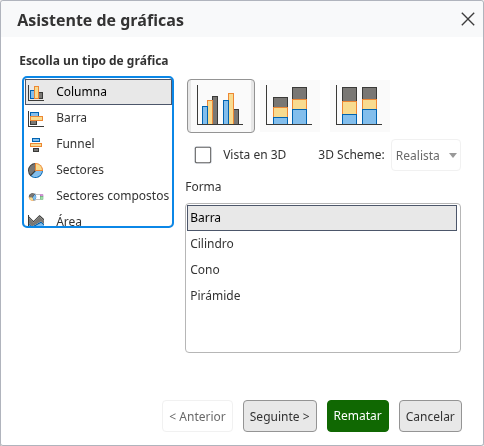 Asistente de gráficas
Escolla un tipo de gráfica
Columna
Barra
Funnel
Sectores
Sectores compostos
Área
Vista en 3D
3D Scheme:
Realista
Forma
Barra
Cilindro
Cono
Pirámide
< Anterior
Seguinte >
Rematar
Cancelar